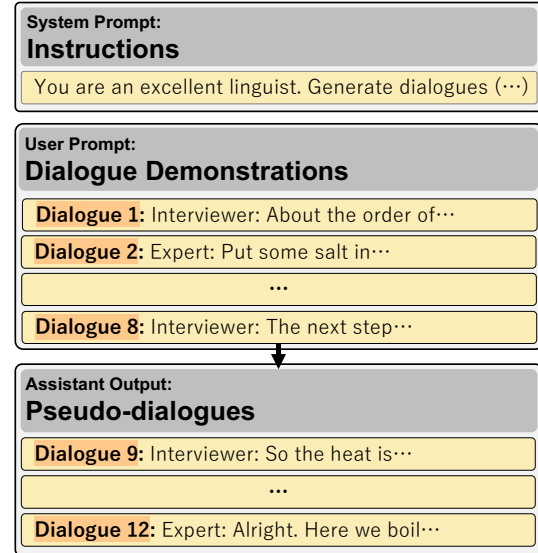 System Prompt:
Instructions
You are an excellent linguist. Generate dialogues (⋯)
User Prompt:
Dialogue Demonstrations
Dialogue 1: Interviewer: About the order of⋯
Dialogue 2: Expert: Put some salt in⋯
⋯
Dialogue 8: Interviewer: The next step⋯
Assistant Output:
Pseudo-dialogues
Dialogue 9: Interviewer: So the heat is⋯
⋯
Dialogue 12: Expert: Alright. Here we boil⋯